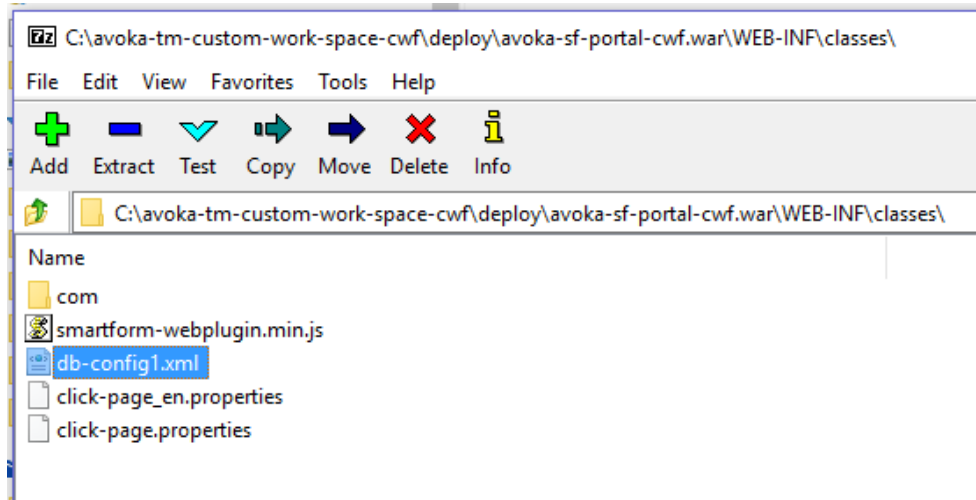 C:\avoka-tm-custom-work-space-cwf\deploy\avoka-sf-portal-cwf.war\WEB-INF\classes\
File Edit View Favorites Tools Help
Add Extract Test Copy Move Delete Info
C:\avoka-tm-custom-work-space-cwf\deploy\avoka-sf-portal-cwf.war\WEB-INF\classes\
Name
com
smartform-webplugin.min.js
db-config1.xml
click-page_en.properties
click-page.properties